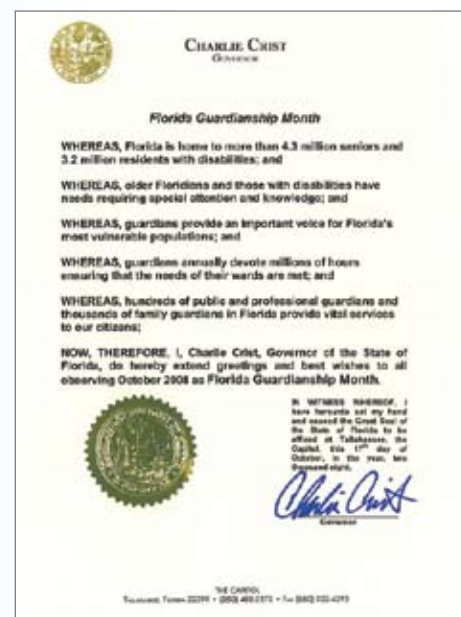 CHARLIE CRIST
GOVERNOR
Florida Guardianship Month
WHEREAS, Florida is home to more than 4.3 million seniors and
3.2 million residents with disabilities; and
WHEREAS, older Floridians and those with disabilities have
needs requiring special attention and knowledge; and
WHEREAS, guardians provide an important voice for Florida's
most vulnerable populations; and
WHEREAS, guardians annually devote millions of hours
ensuring that the needs of their wards are met; and
WHEREAS, hundreds of public and professional guardians and
thousands of family guardians in Florida provide vital services
to our citizens;
NOW, THEREFORE, I, Charlie Crist, Governor of the State of
Florida, do hereby extend greetings and best wishes to all
observing October 2008 as Florida Guardianship Month.
IN WITNESS WHEREOF, I
have hereunto set my hand
and caused the Great Seal of
the State of Florida to be
affixed at Tallahassee, the
Capitol, this 17th day of
October, in the year, two
thousand eight.
Charlie Crist
Governor
THE CAPITOL
TALLAHASSEE, FLORIDA 32399 •